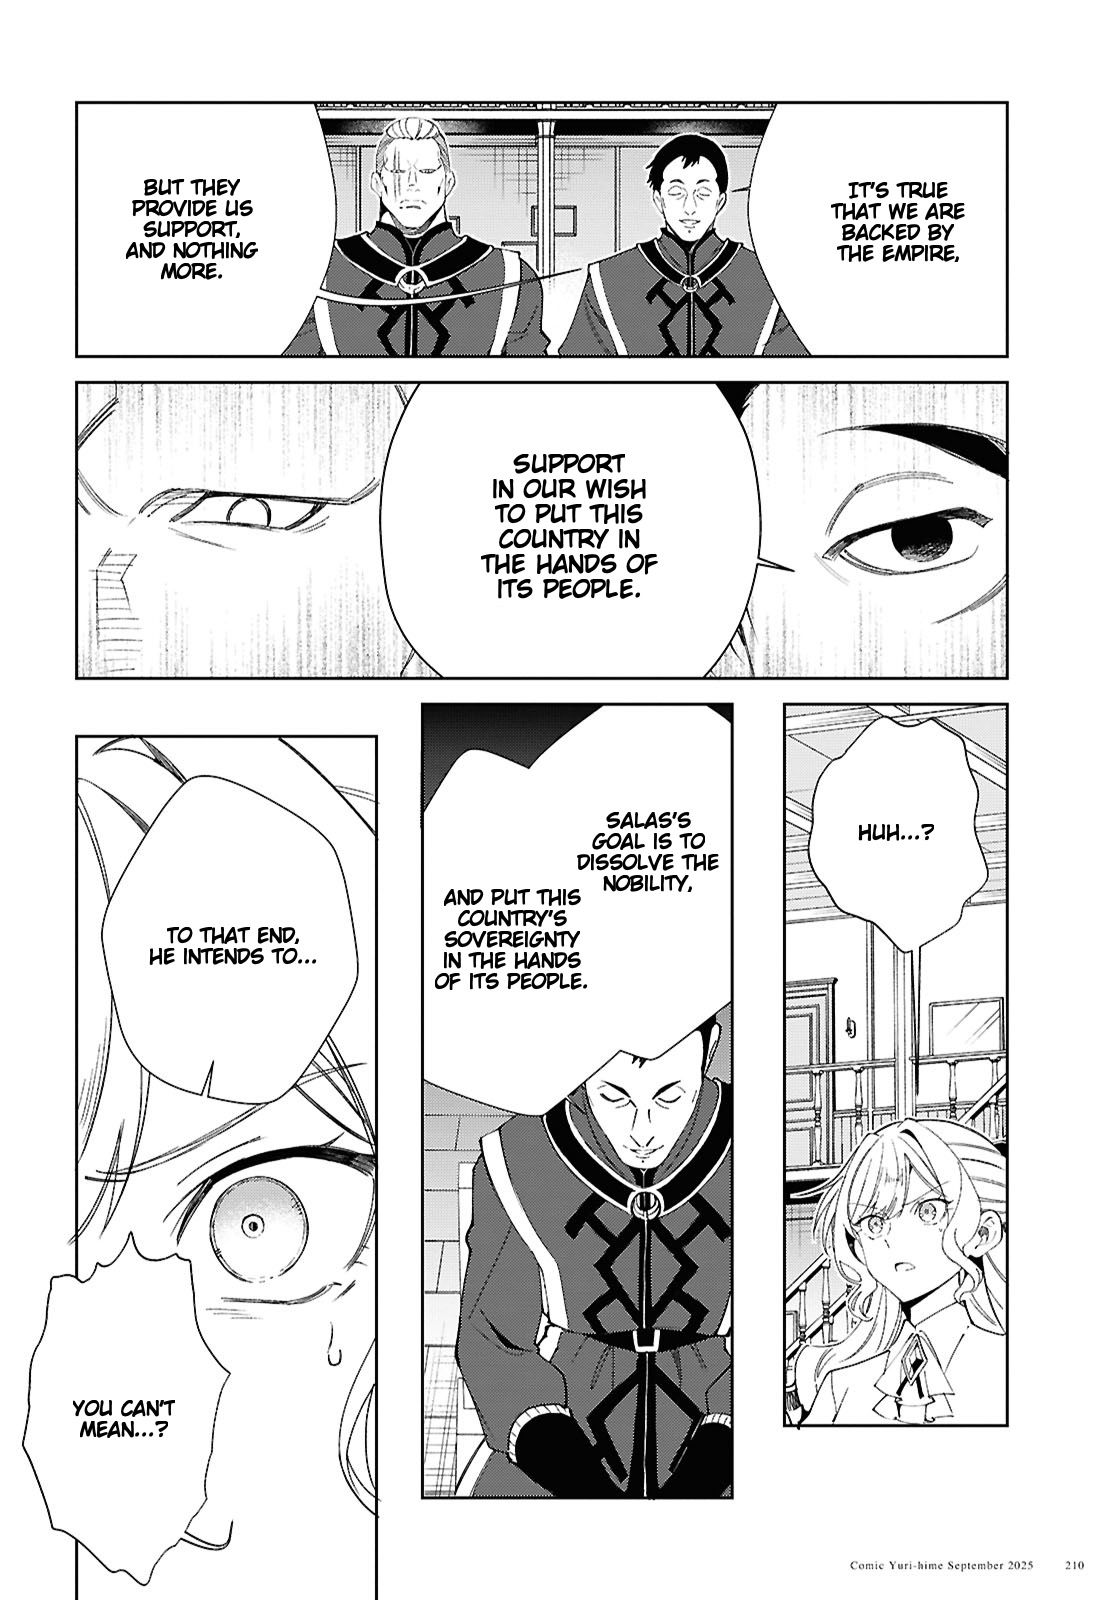 IT'S TRUE
THAT WE ARE
BACKED BY
THE EMPIRE,
BUT THEY
PROVIDE US
SUPPORT,
AND NOTHING
MORE.
SUPPORT
IN OUR WISH
TO PUT THIS
COUNTRY IN
THE HANDS OF
ITS PEOPLE.
HUH...?
SALAS'S
GOAL IS TO
DISSOLVE THE
NOBILITY,
AND PUT THIS
COUNTRY'S
SOVEREIGNTY
IN THE HANDS
OF ITS PEOPLE.
TO THAT END,
HE INTENDS TO...
YOU CAN'T
MEAN...?
Comic Yuri-hime September 2025 210